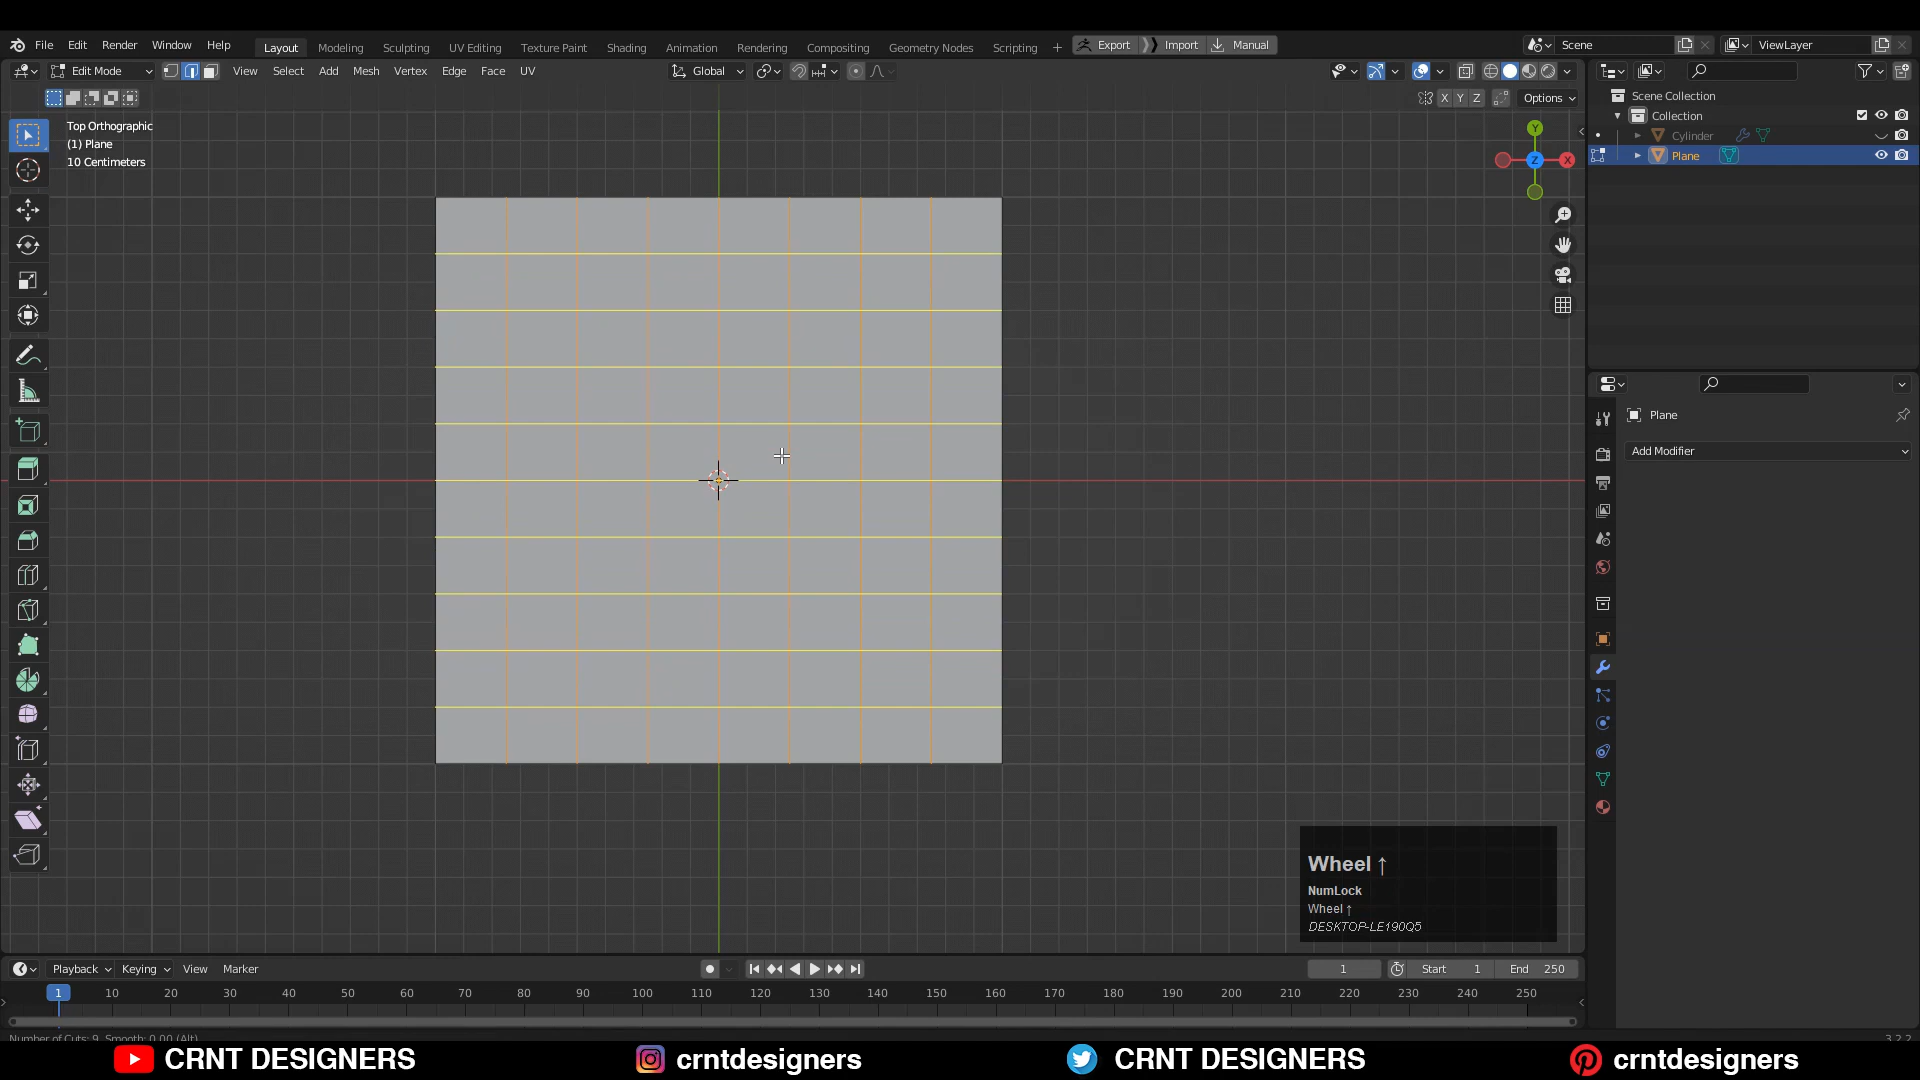 File Edit Render Window Help
Layout Modeling Sculpting UV Editing Texture Paint Shading Animation Rendering Compositing Geometry Nodes Scripting +
Export Import Manual
Scene ViewLayer
Edit Mode View Select Add Mesh Vertex Edge Face UV
Global
X Y Z Options
Top Orthographic
(1) Plane
10 Centimeters
Y
Z X
Scene Collection
Collection
Cylinder
Plane
Plane
Add Modifier
Wheel ↑
NumLock
Wheel ↑
DESKTOP-LE190Q5
Playback Keying View Marker
1 Start 1 End 250
1 10 20 30 40 50 60 70 80 90 100 110 120 130 140 150 160 170 180 190 200 210 220 230 240 250
Number of Cuts: 9, Smooth: 0.00 (Alt)
3.2.2
CRNT DESIGNERS crntdesigners CRNT DESIGNERS crntdesigners